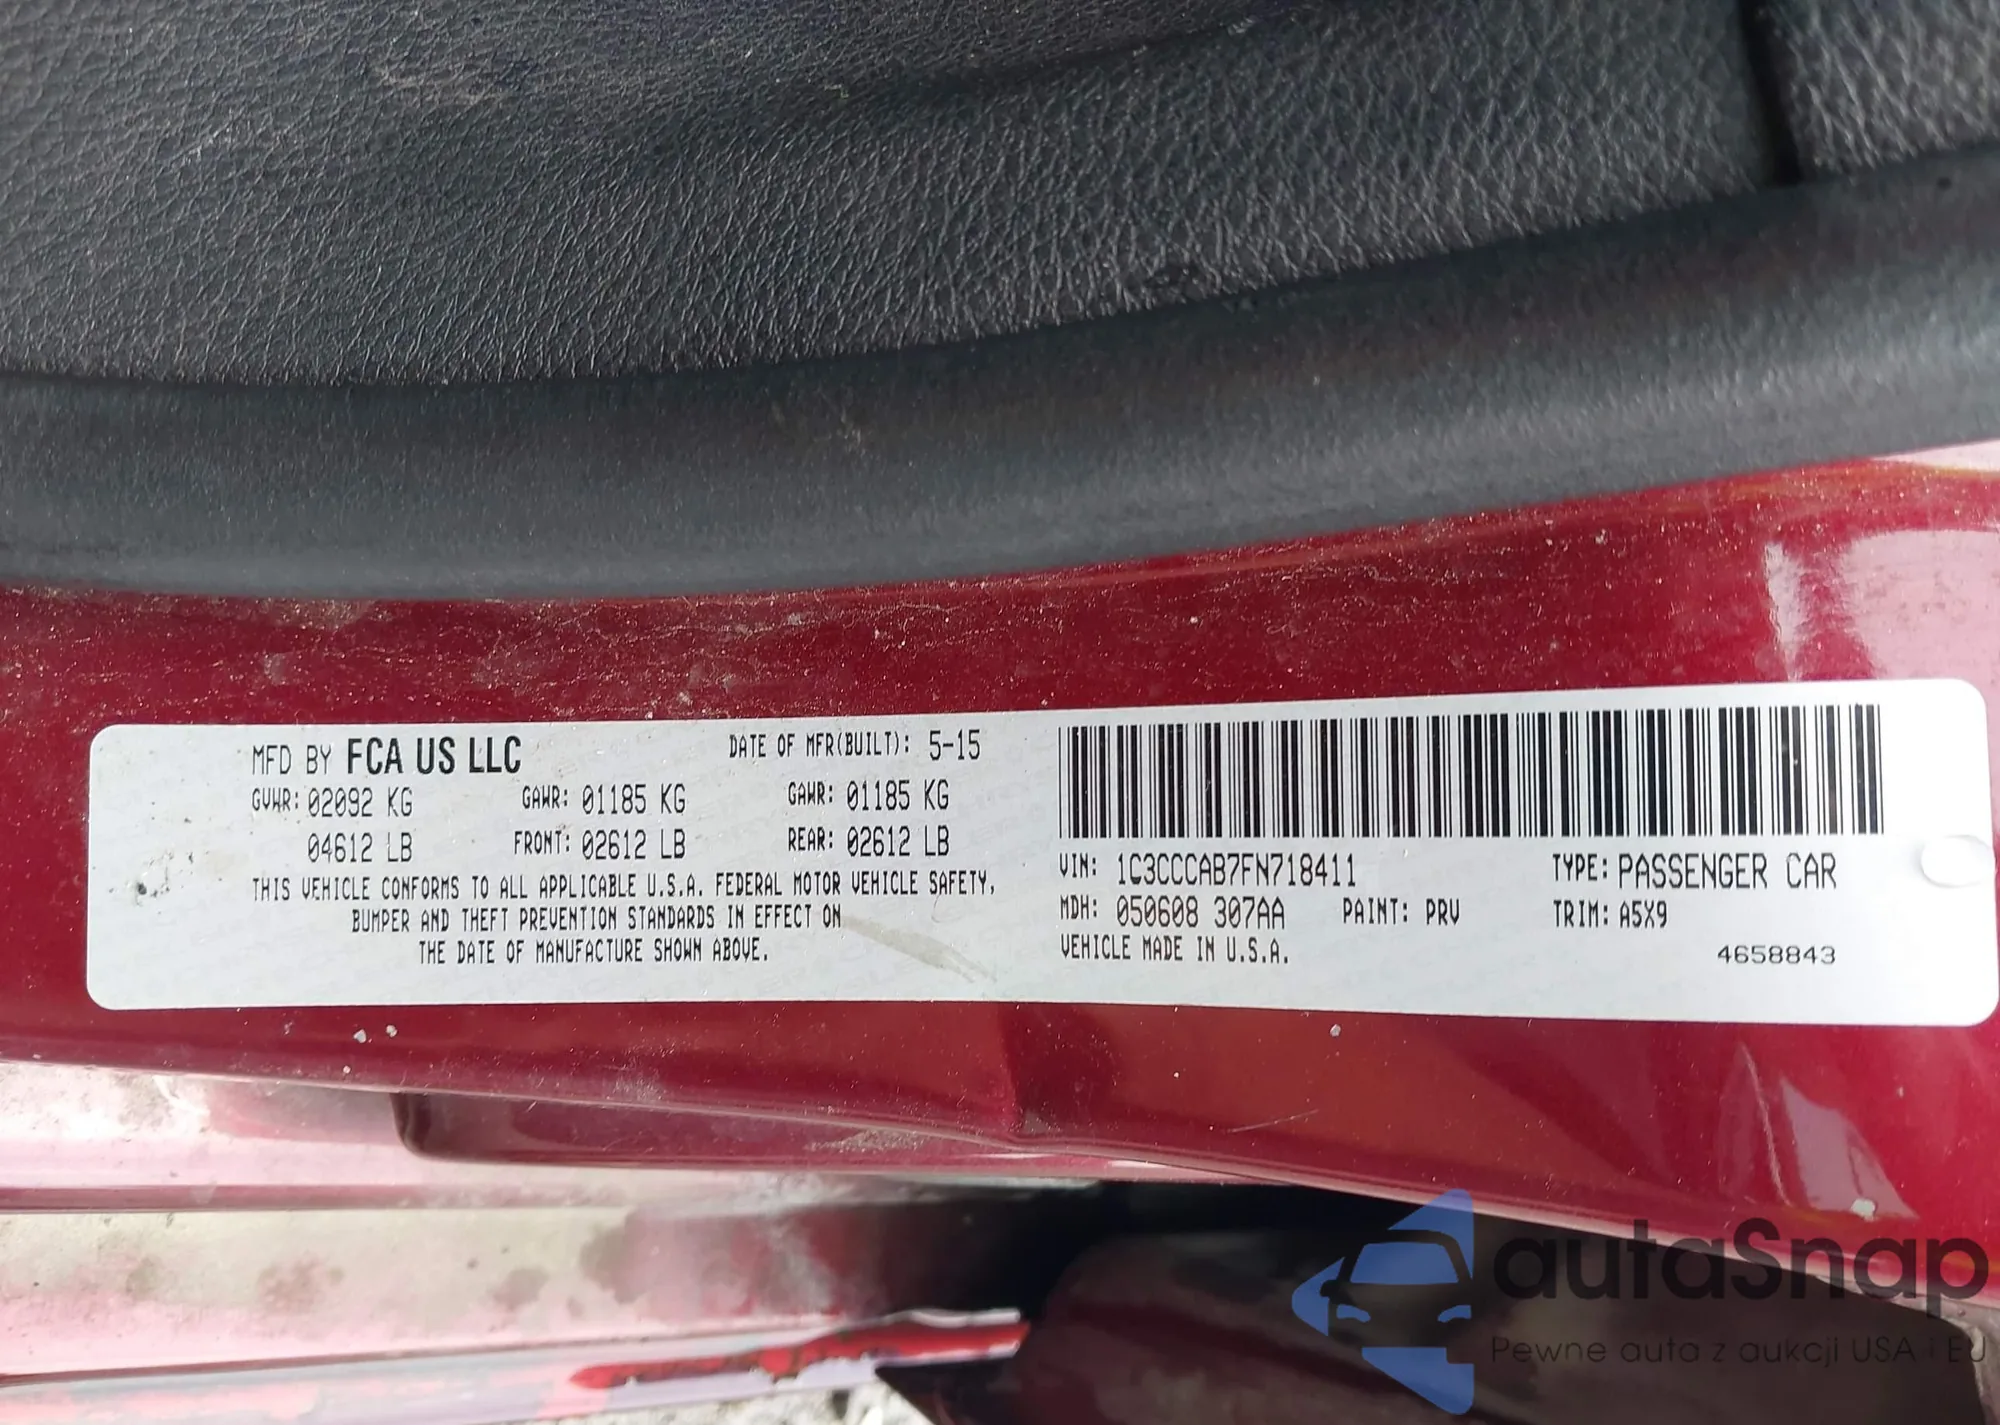 MFD BY FCA US LLC DATE OF MFR(BUILT): 5-15
GVWR: 02092 KG GAWR: 01185 KG GAWR: 01185 KG
04612 LB FRONT: 02612 LB REAR: 02612 LB
THIS VEHICLE CONFORMS TO ALL APPLICABLE U.S.A. FEDERAL MOTOR VEHICLE SAFETY,
BUMPER AND THEFT PREVENTION STANDARDS IN EFFECT ON
THE DATE OF MANUFACTURE SHOWN ABOVE.
VIN: 1C3CCCAB7FN718411 TYPE: PASSENGER CAR
MDH: 050608 307AA PAINT: PRV TRIM: A5X9
VEHICLE MADE IN U.S.A.
4658843
autaSnap
Pewne auta z aukcji USA i EU